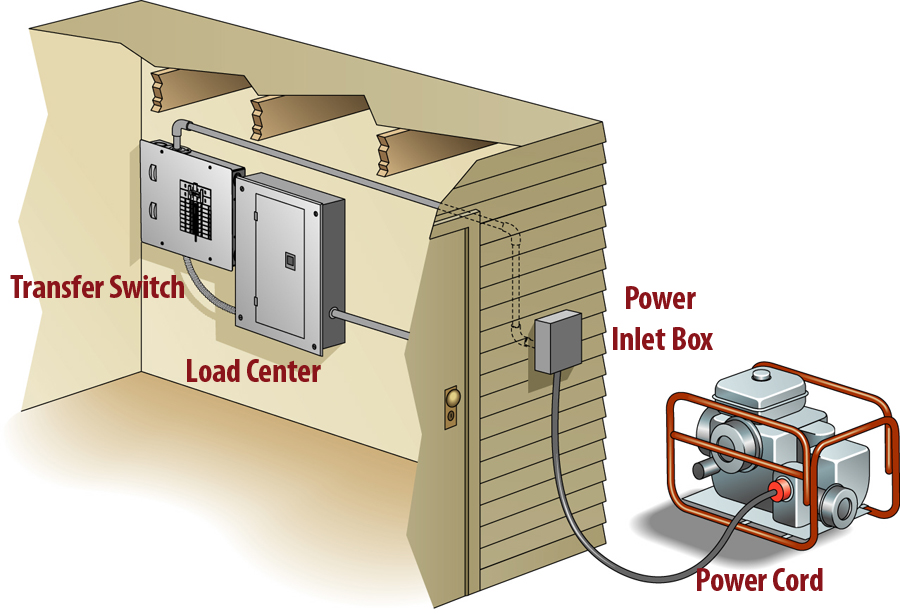 Transfer Switch
Load Center
Power
Inlet Box
Power Cord